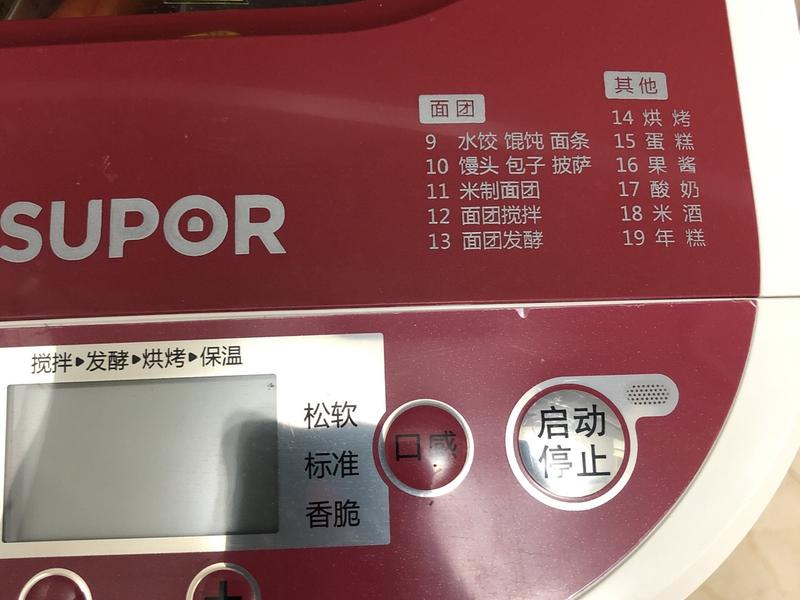 面团
9 水饺 馄饨 面条
10 馒头 包子 披萨
11 米制面团
12 面团搅拌
13 面团发酵
其他
14 烘烤
15 蛋糕
16 果酱
17 酸奶
18 米酒
19 年糕
SUPOR
搅拌▸发酵▸烘烤▸保温
松软
标准
香脆
口感
启动
停止
+